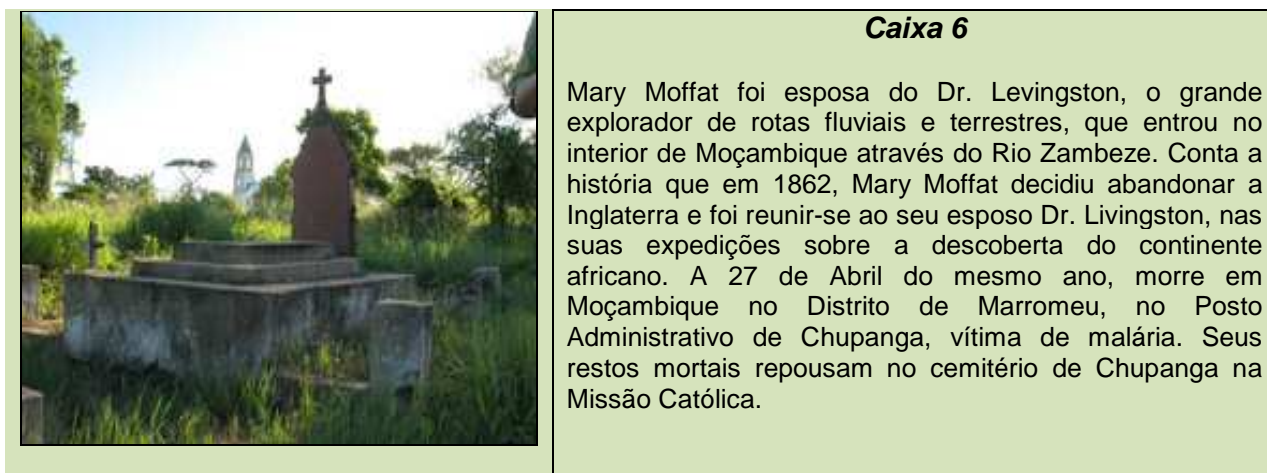 Caixa 6
Mary Moffat foi esposa do Dr. Levingston, o grande
explorador de rotas fluviais e terrestres, que entrou no
interior de Moçambique através do Rio Zambeze. Conta a
história que em 1862, Mary Moffat decidiu abandonar a
Inglaterra e foi reunir-se ao seu esposo Dr. Livingston, nas
suas expedições sobre a descoberta do continente
africano. A 27 de Abril do mesmo ano, morre em
Moçambique no Distrito de Marromeu, no Posto
Administrativo de Chupanga, vítima de malária. Seus
restos mortais repousam no cemitério de Chupanga na
Missão Católica.